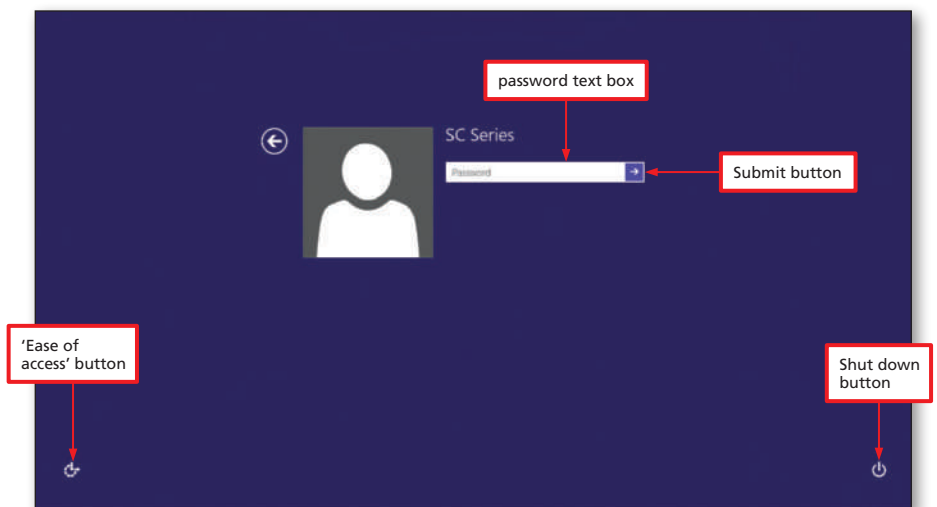 password text box
SC Series
Password
Submit button
'Ease of
access' button
Shut down
button